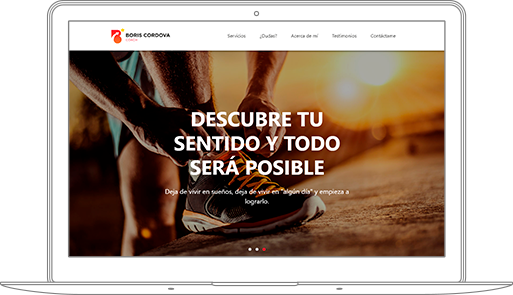 BORIS CORDOVA
COACH
Servicios ¿Dudas? Acerca de mí Testimonios Contáctame
DESCUBRE TU
SENTIDO Y TODO
SERÁ POSIBLE
Deja de vivir en sueños, deja de vivir en "algún día" y empieza a
lograrlo.